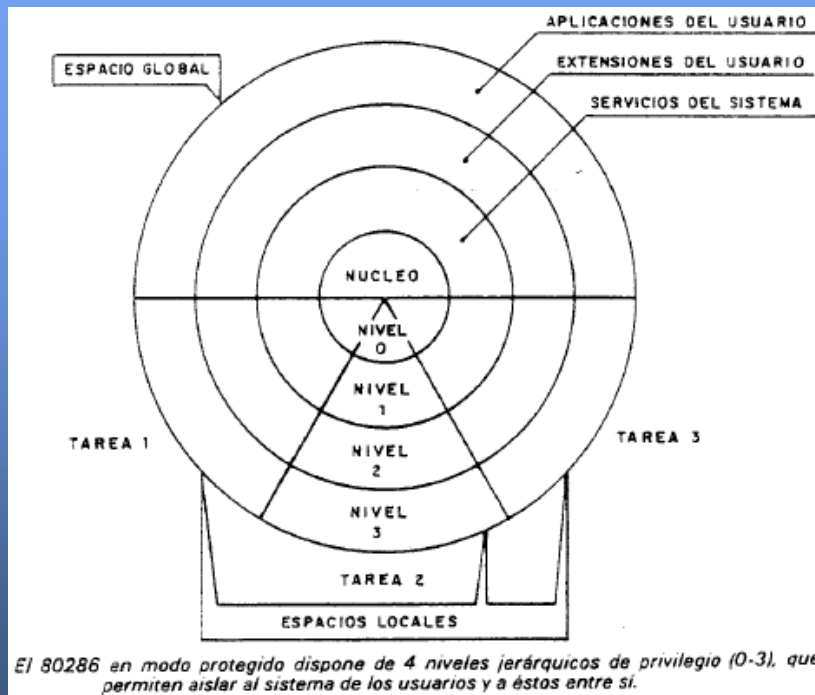 APLICACIONES DEL USUARIO
ESPACIO GLOBAL
EXTENSIONES DEL USUARIO
SERVICIOS DEL SISTEMA
NUCLEO
NIVEL
0
NIVEL
1
TAREA 1
TAREA 3
NIVEL
2
NIVEL
3
TAREA 2
ESPACIOS LOCALES
El 80286 en modo protegido dispone de 4 niveles jerárquicos de privilegio (0-3), que
permiten aislar al sistema de los usuarios y a éstos entre sí.